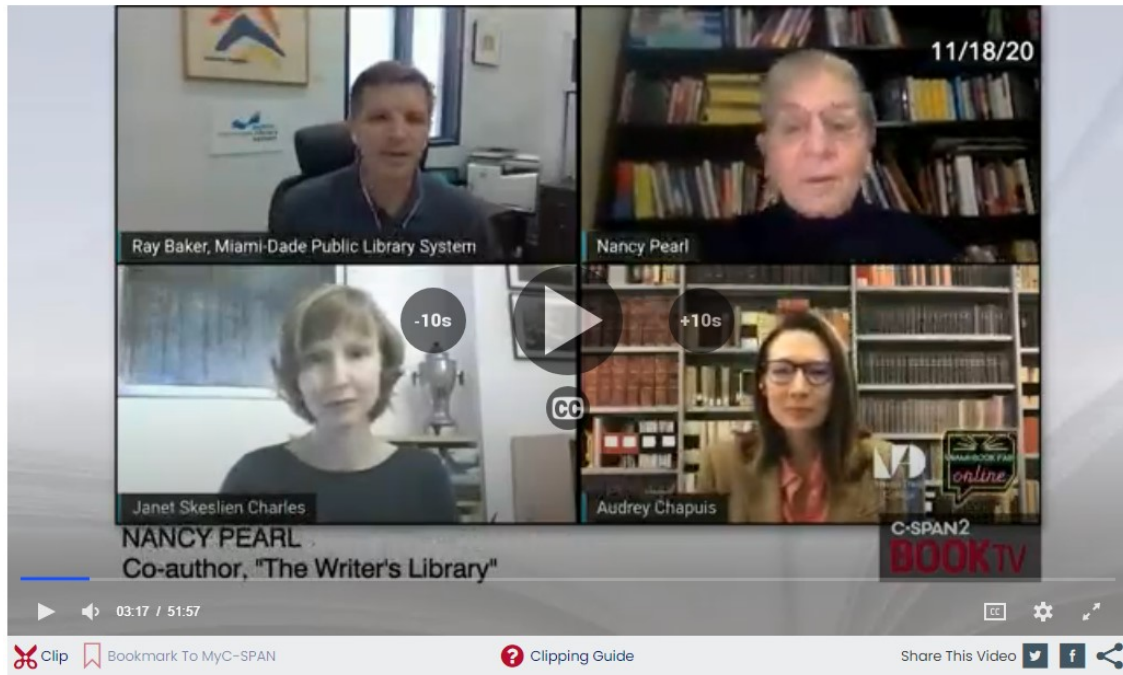 11/18/20
Ray Baker, Miami-Dade Public Library System
Nancy Pearl
-10s
+10s
CC
Janet Skeslien Charles
Audrey Chapuis
online
NANCY PEARL
Co-author, "The Writer's Library"
C-SPAN2
BOOKTV
03:17 / 51:57
CC
Clip
Bookmark To MyC-SPAN
? Clipping Guide
Share This Video
f